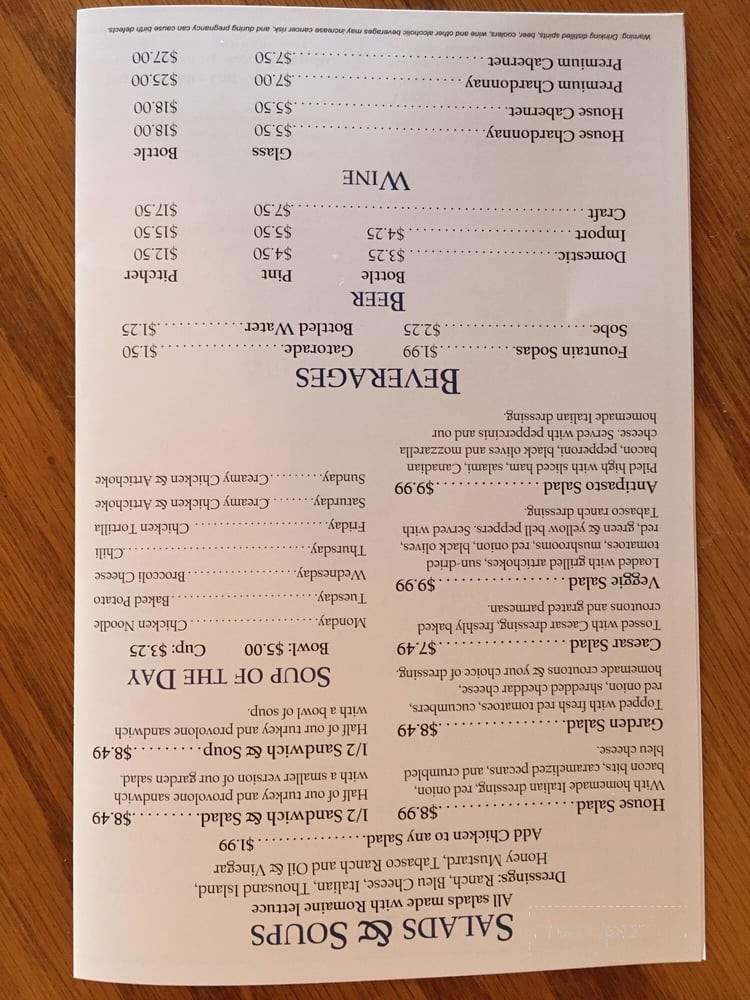 SALADS & SOUPS
All salads made with Romaine lettuce
Dressings: Ranch, Bleu Cheese, Italian, Thousand Island,
Honey Mustard, Tabasco Ranch and Oil & Vinegar
Add Chicken to any Salad................$1.99
House Salad....................$8.99
With homemade Italian dressing, red onion,
bacon bits, caramelized pecans, and crumbled
bleu cheese.
Garden Salad...................$8.49
Topped with fresh red tomatoes, cucumbers,
red onion, shredded cheddar cheese,
homemade croutons & your choice of dressing.
Caesar Salad...................$7.49
Tossed with Caesar dressing, freshly baked
croutons and grated parmesan.
Veggie Salad...................$9.99
Loaded with grilled artichokes, sun-dried
tomatoes, mushrooms, red onion, black olives,
red, green & yellow bell peppers. Served with
Tabasco ranch dressing.
Antipasto Salad...............$9.99
Piled high with sliced ham, salami, Canadian
bacon, pepperoni, black olives and mozzarella
cheese. Served with peppercinis and our
homemade Italian dressing.
1/2 Sandwich & Salad.........$8.49
Half of our turkey and provolone sandwich
with a smaller version of our garden salad.
1/2 Sandwich & Soup.........$8.49
Half of our turkey and provolone sandwich
with a bowl of soup.
SOUP OF THE DAY
Bowl: $5.00 Cup: $3.25
Monday....................Chicken Noodle
Tuesday.......................Baked Potato
Wednesday................Broccoli Cheese
Thursday..............................Chili
Friday...................Chicken Tortilla
Saturday.......Creamy Chicken & Artichoke
Sunday.........Creamy Chicken & Artichoke
BEVERAGES
Fountain Sodas..........$1.99
Gatorade.................$1.50
Sobe.....................$2.25
Bottled Water............$1.25
BEER
Bottle Pint Pitcher
Domestic..................$3.25 $4.50 $12.50
Import....................$4.25 $5.50 $15.50
Craft.....................................$7.50 $17.50
WINE
Glass Bottle
House Chardonnay.........................$5.50 $18.00
House Cabernet...........................$5.50 $18.00
Premium Chardonnay.....................$7.00 $25.00
Premium Cabernet........................$7.50 $27.00
Warning: Drinking distilled spirits, beer, coolers, wine and other alcoholic beverages may increase cancer risk, and during pregnancy can cause birth defects.